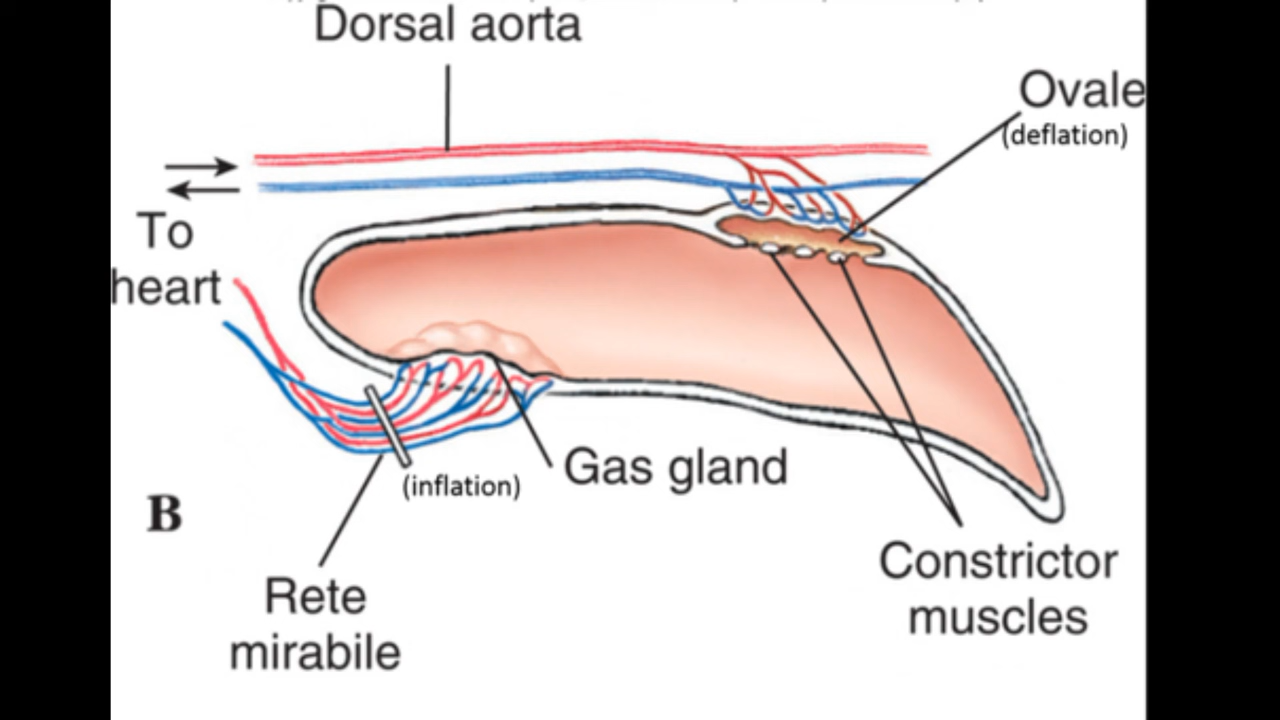 Dorsal aorta
Ovale
(deflation)
To
heart
Gas gland
(inflation)
B
Constrictor
muscles
Rete
mirabile